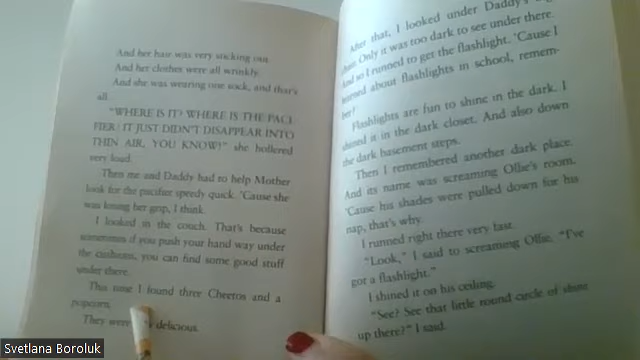 And her hair was very sticking out.
And her clothes were all wrinkly.
And she was wearing one sock, and that's
all.
"WHERE IS IT? WHERE IS THE PACI
FIER? IT JUST DIDN'T DISAPPEAR INTO
THIN AIR, YOU KNOW!" she hollered
very loud.
Then me and Daddy had to help Mother
look for the pacifier speedy quick. 'Cause she
was losing her grip, I think.
I looked in the couch. That's because
sometimes if you push your hand way under
the cushions, you can find some good stuff
under there.
This time I found three Cheetos and a
popcorn.
They were delicious.
After that, I looked under Daddy's
chair. Only it was too dark to see under there.
And so I runned to get the flashlight. 'Cause I
learned about flashlights in school, remem-
ber?
Flashlights are fun to shine in the dark. I
shined it in the dark closet. And also down
the dark basement steps.
Then I remembered another dark place.
And its name was screaming Ollie's room.
'Cause his shades were pulled down for his
nap, that's why.
I runned right there very fast.
"Look," I said to screaming Ollie. "I've
got a flashlight."
I shined it on his ceiling.
"See? See that little round circle of shine
up there?" I said.
Svetlana Boroluk